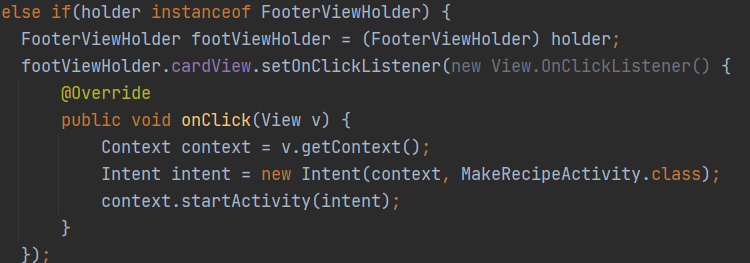 else if(holder instanceof FooterViewHolder) {
FooterViewHolder footViewHolder = (FooterViewHolder) holder;
footViewHolder.cardView.setOnClickListener(new View.OnClickListener() {
@Override
public void onClick(View v) {
Context context = v.getContext();
Intent intent = new Intent(context, MakeRecipeActivity.class);
context.startActivity(intent);
}
});